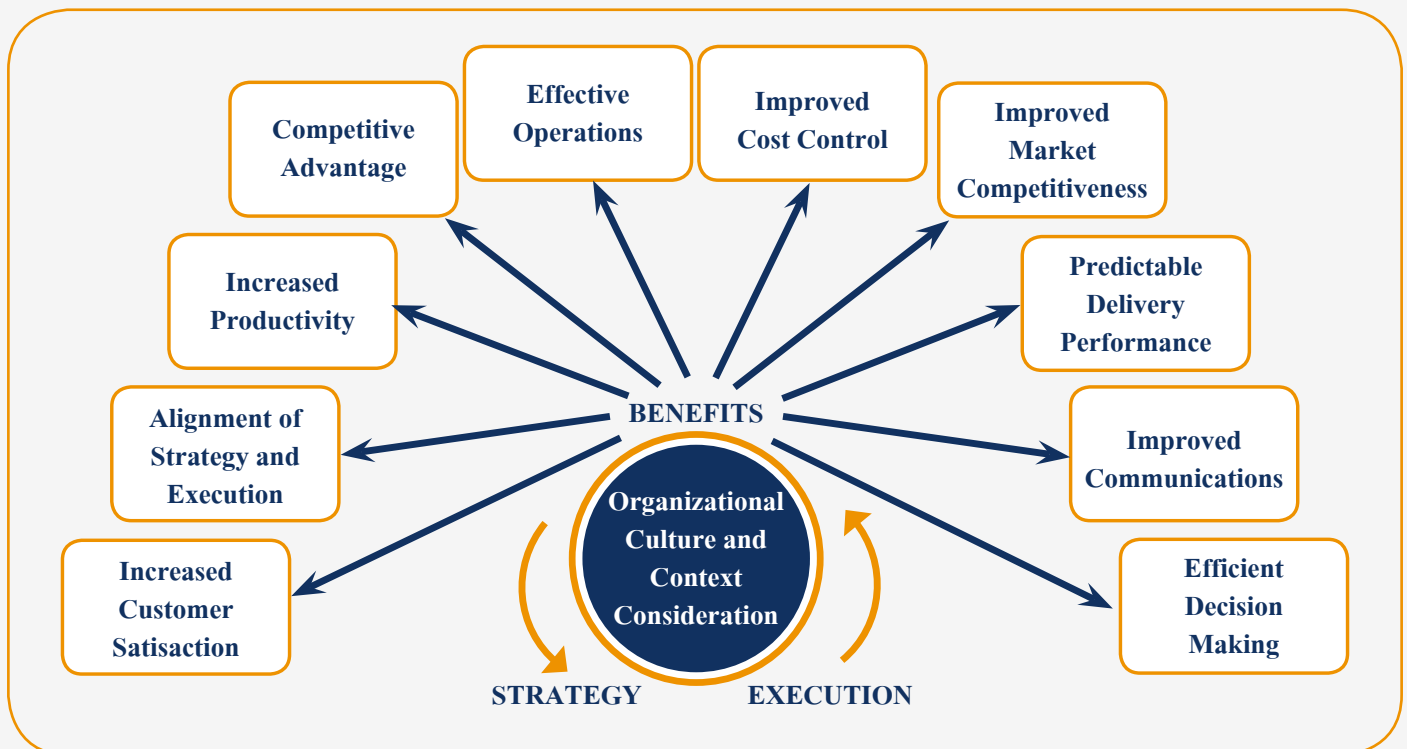 Effective
Operations
Improved
Cost Control
Competitive
Advantage
Improved
Market
Competitiveness
Increased
Productivity
Predictable
Delivery
Performance
Alignment of
Strategy and
Execution
BENEFITS
Improved
Communications
Organizational
Culture and
Context
Consideration
Increased
Customer
Satisaction
Efficient
Decision
Making
STRATEGY
EXECUTION